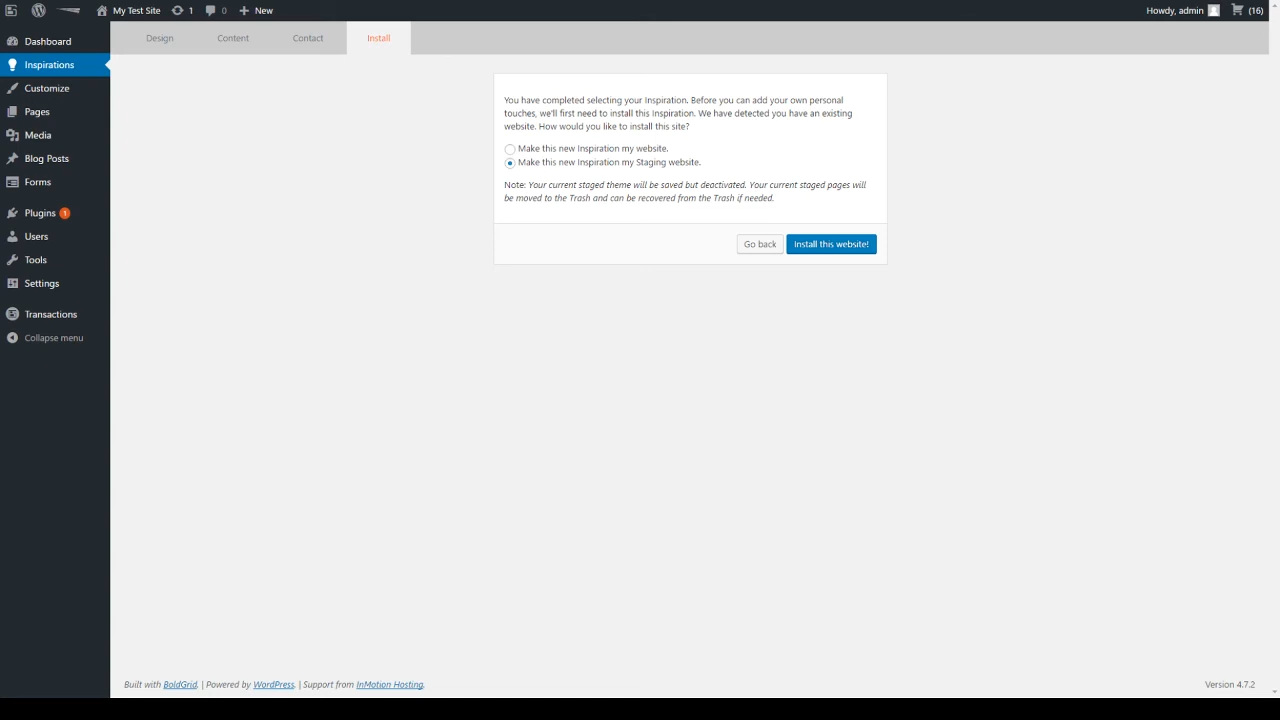 My Test Site 1 0 New Howdy, admin (16)
Design Content Contact Install
Dashboard
Inspirations
Customize
Pages
Media
Blog Posts
Forms
Plugins 1
Users
Tools
Settings
Transactions
Collapse menu
You have completed selecting your Inspiration. Before you can add your own personal
touches, we'll first need to install this Inspiration. We have detected you have an existing
website. How would you like to install this site?
Make this new Inspiration my website.
Make this new Inspiration my Staging website.
Note: Your current staged theme will be saved but deactivated. Your current staged pages will
be moved to the Trash and can be recovered from the Trash if needed.
Go back Install this website!
Built with BoldGrid. | Powered by WordPress. | Support from InMotion Hosting. Version 4.7.2